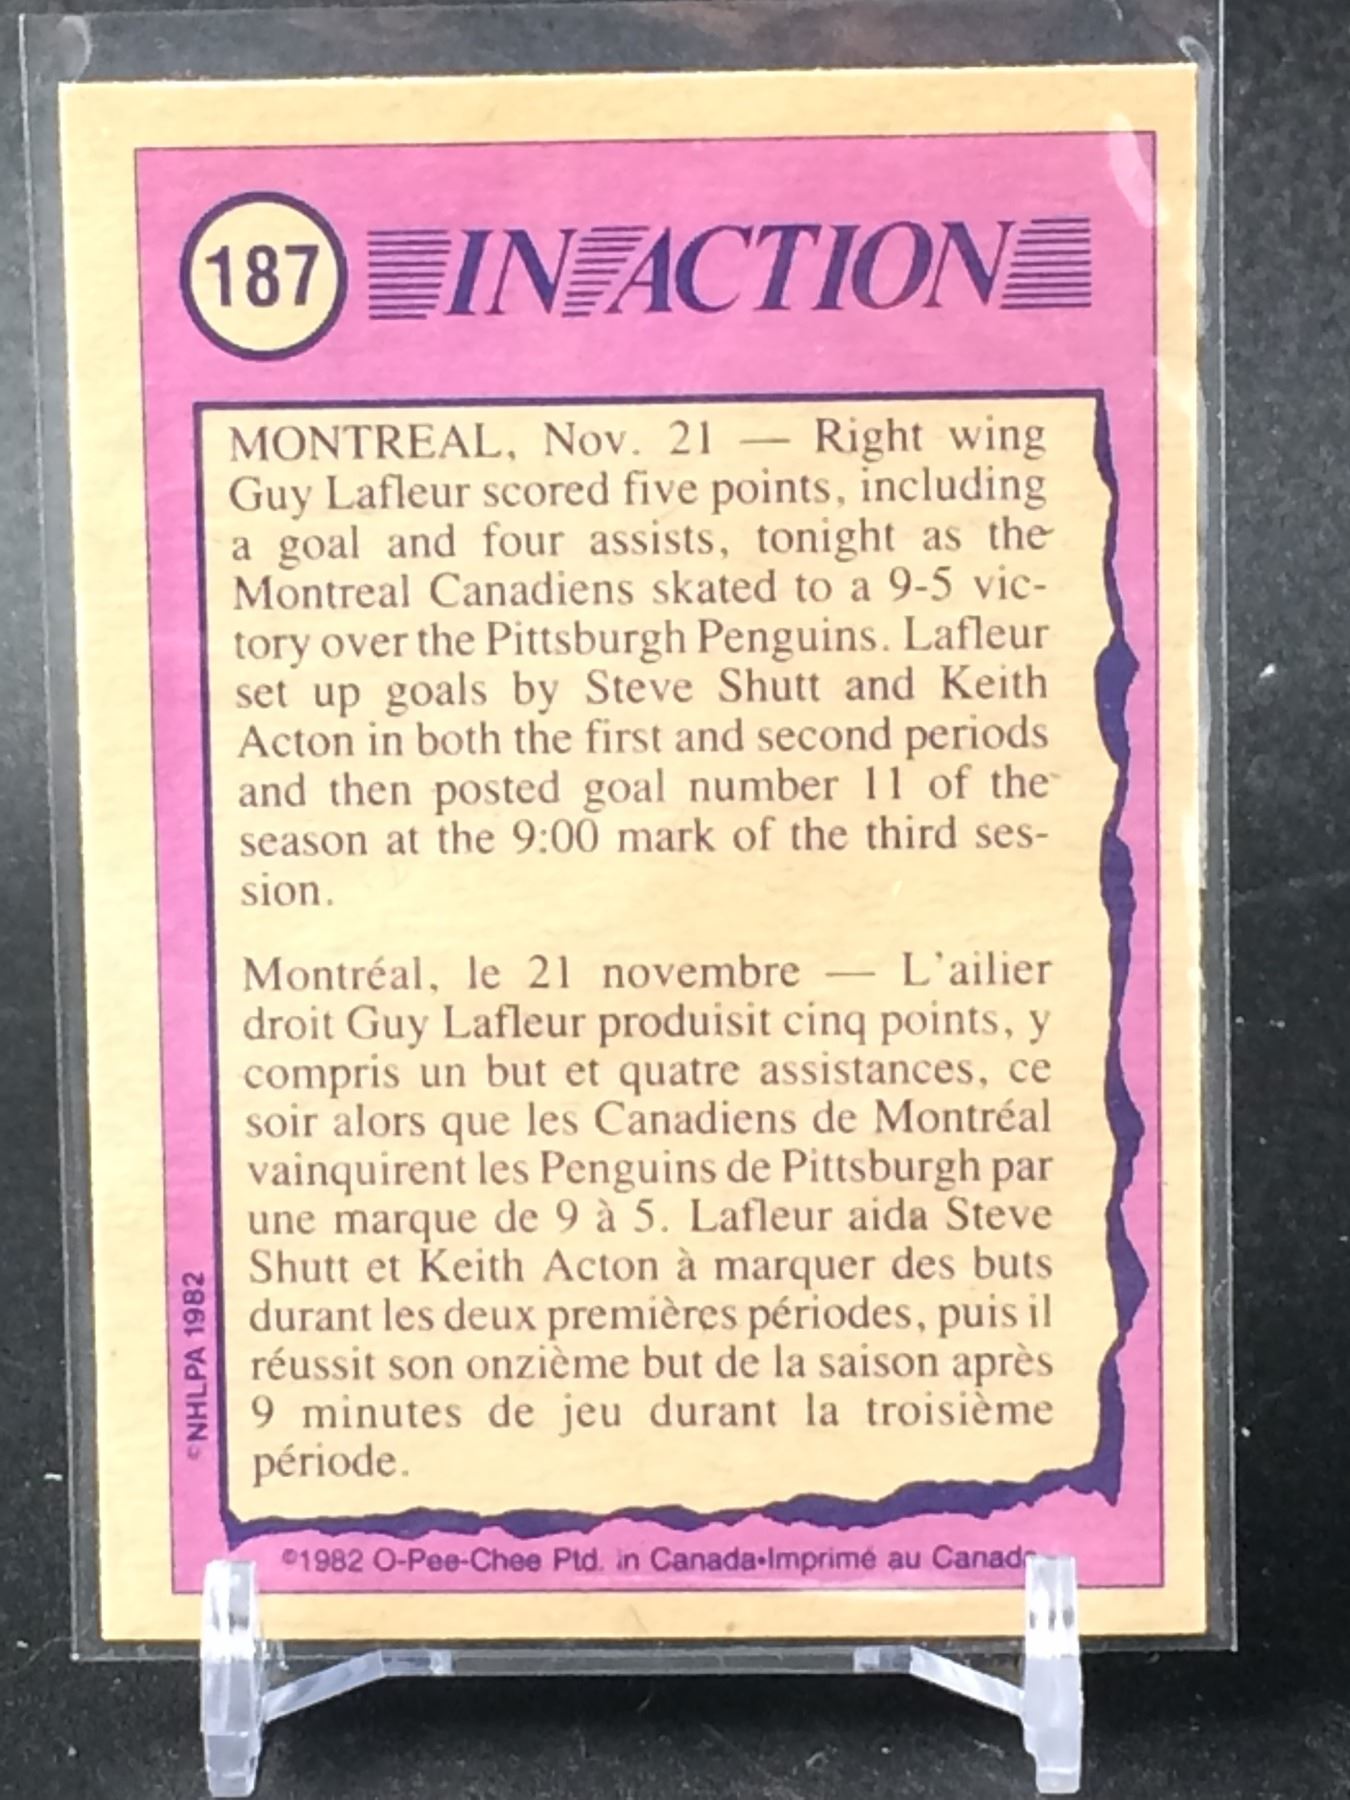 187 IN ACTION
MONTREAL, Nov. 21 — Right wing
Guy Lafleur scored five points, including
a goal and four assists, tonight as the
Montreal Canadiens skated to a 9-5 vic-
tory over the Pittsburgh Penguins. Lafleur
set up goals by Steve Shutt and Keith
Acton in both the first and second periods
and then posted goal number 11 of the
season at the 9:00 mark of the third ses-
sion.
Montréal, le 21 novembre — L'ailier
droit Guy Lafleur produisit cinq points, y
compris un but et quatre assistances, ce
soir alors que les Canadiens de Montréal
vainquirent les Penguins de Pittsburgh par
une marque de 9 à 5. Lafleur aida Steve
Shutt et Keith Acton à marquer des buts
durant les deux premières périodes, puis il
réussit son onzième but de la saison après
9 minutes de jeu durant la troisième
période.
©NHLPA 1982
©1982 O-Pee-Chee Ptd. in Canada•Imprimé au Canada